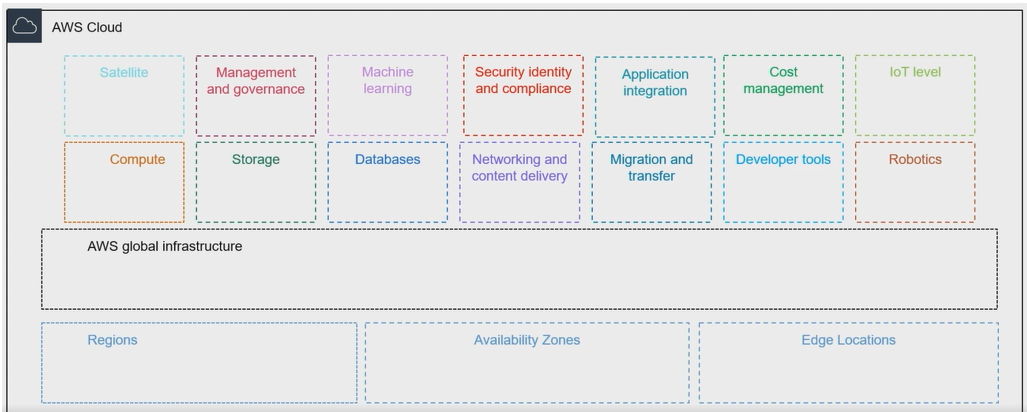 AWS Cloud
Satellite
Management
and governance
Machine
learning
Security identity
and compliance
Application
integration
Cost
management
IoT level
Compute
Storage
Databases
Networking and
content delivery
Migration and
transfer
Developer tools
Robotics
AWS global infrastructure
Regions
Availability Zones
Edge Locations